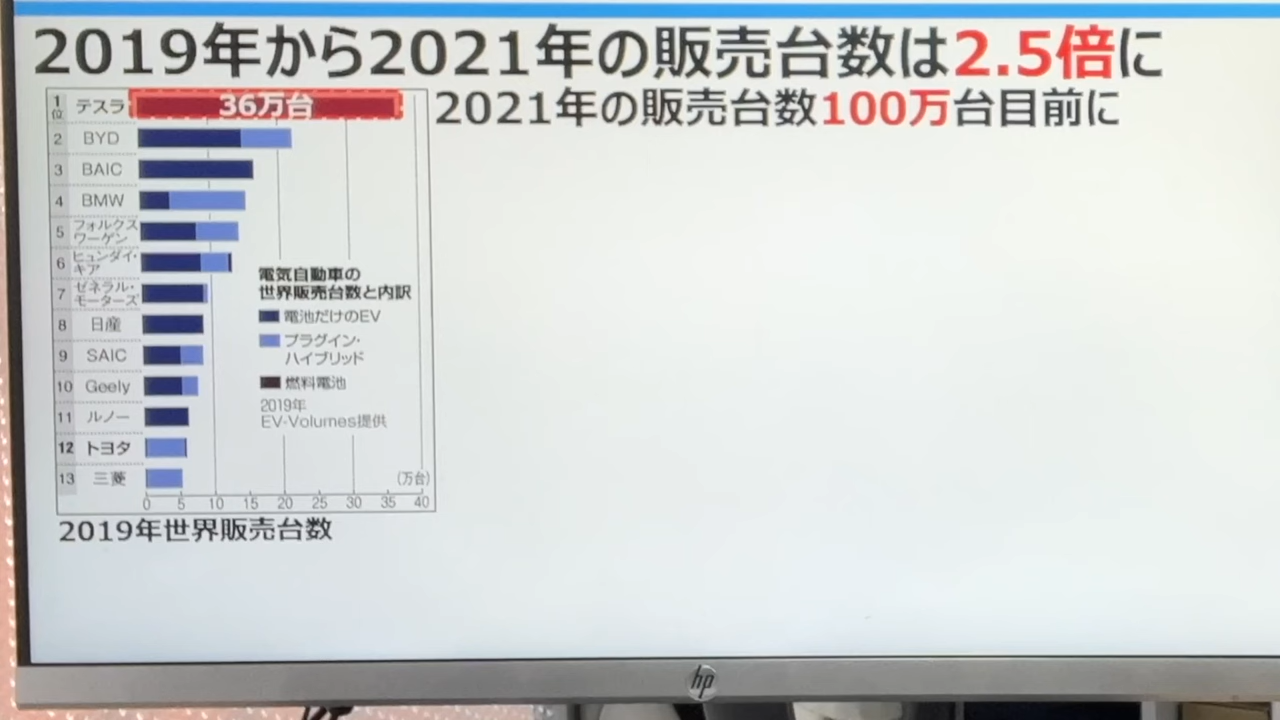 2019年から2021年の販売台数は2.5倍に
2021年の販売台数100万台目前に
1位 テスラ 36万台
2 BYD
3 BAIC
4 BMW
5 フォルクスワーゲン
6 ヒュンダイ・キア
7 ゼネラル・モーターズ
8 日産
9 SAIC
10 Geely
11 ルノー
12 トヨタ
13 三菱
電気自動車の
世界販売台数と内訳
電池だけのEV
プラグイン・
ハイブリッド
燃料電池
2019年
EV-Volumes提供
(万台)
0 5 10 15 20 25 30 35 40
2019年世界販売台数
hp